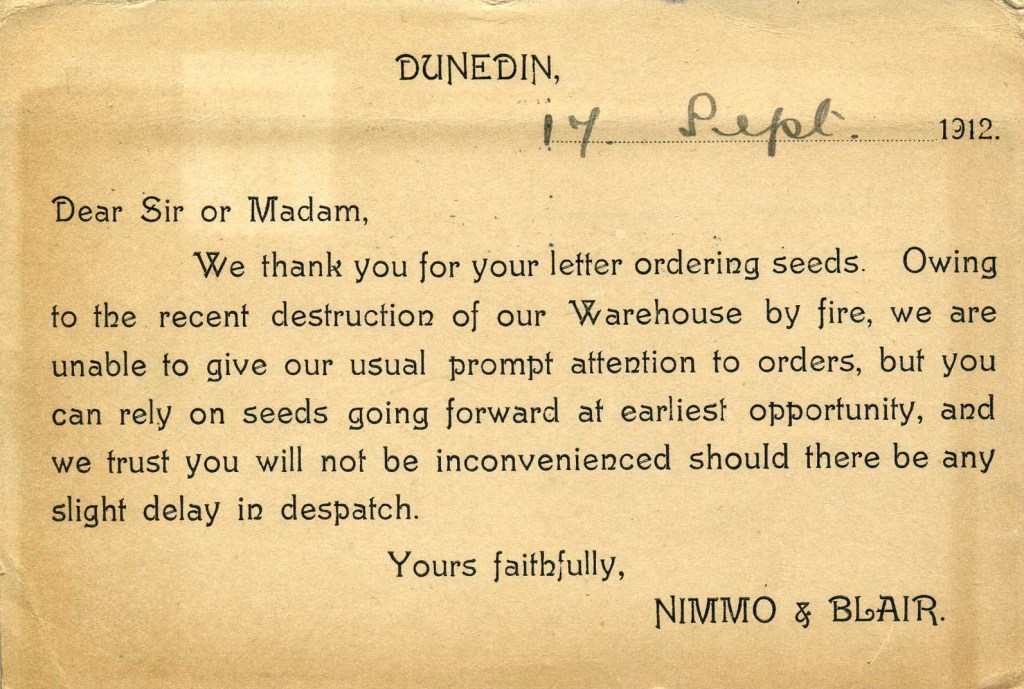 DUNEDIN,
17. Sept. 1912.
Dear Sir or Madam,
We thank you for your letter ordering seeds. Owing
to the recent destruction of our Warehouse by fire, we are
unable to give our usual prompt attention to orders, but you
can rely on seeds going forward at earliest opportunity, and
we trust you will not be inconvenienced should there be any
slight delay in despatch.
Yours faithfully,
NIMMO & BLAIR.